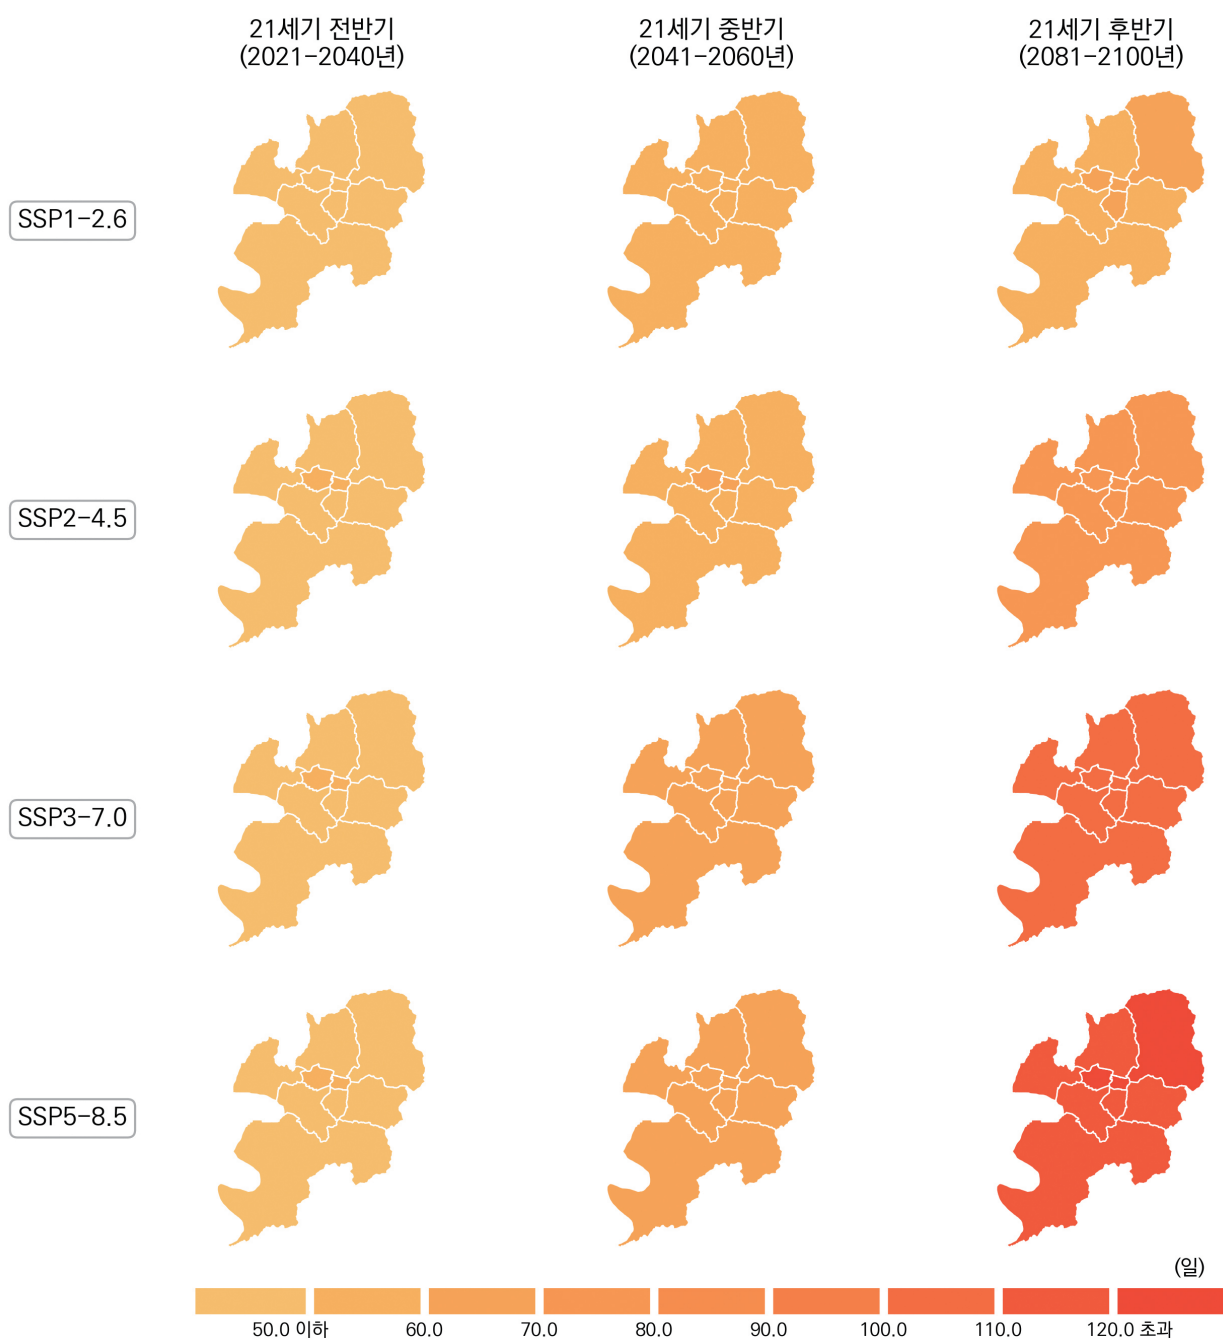 21세기 전반기
(2021-2040년)
21세기 중반기
(2041-2060년)
21세기 후반기
(2081-2100년)
SSP1-2.6
SSP2-4.5
SSP3-7.0
SSP5-8.5
(일)
50.0 이하
60.0
70.0
80.0
90.0
100.0
110.0
120.0 초과